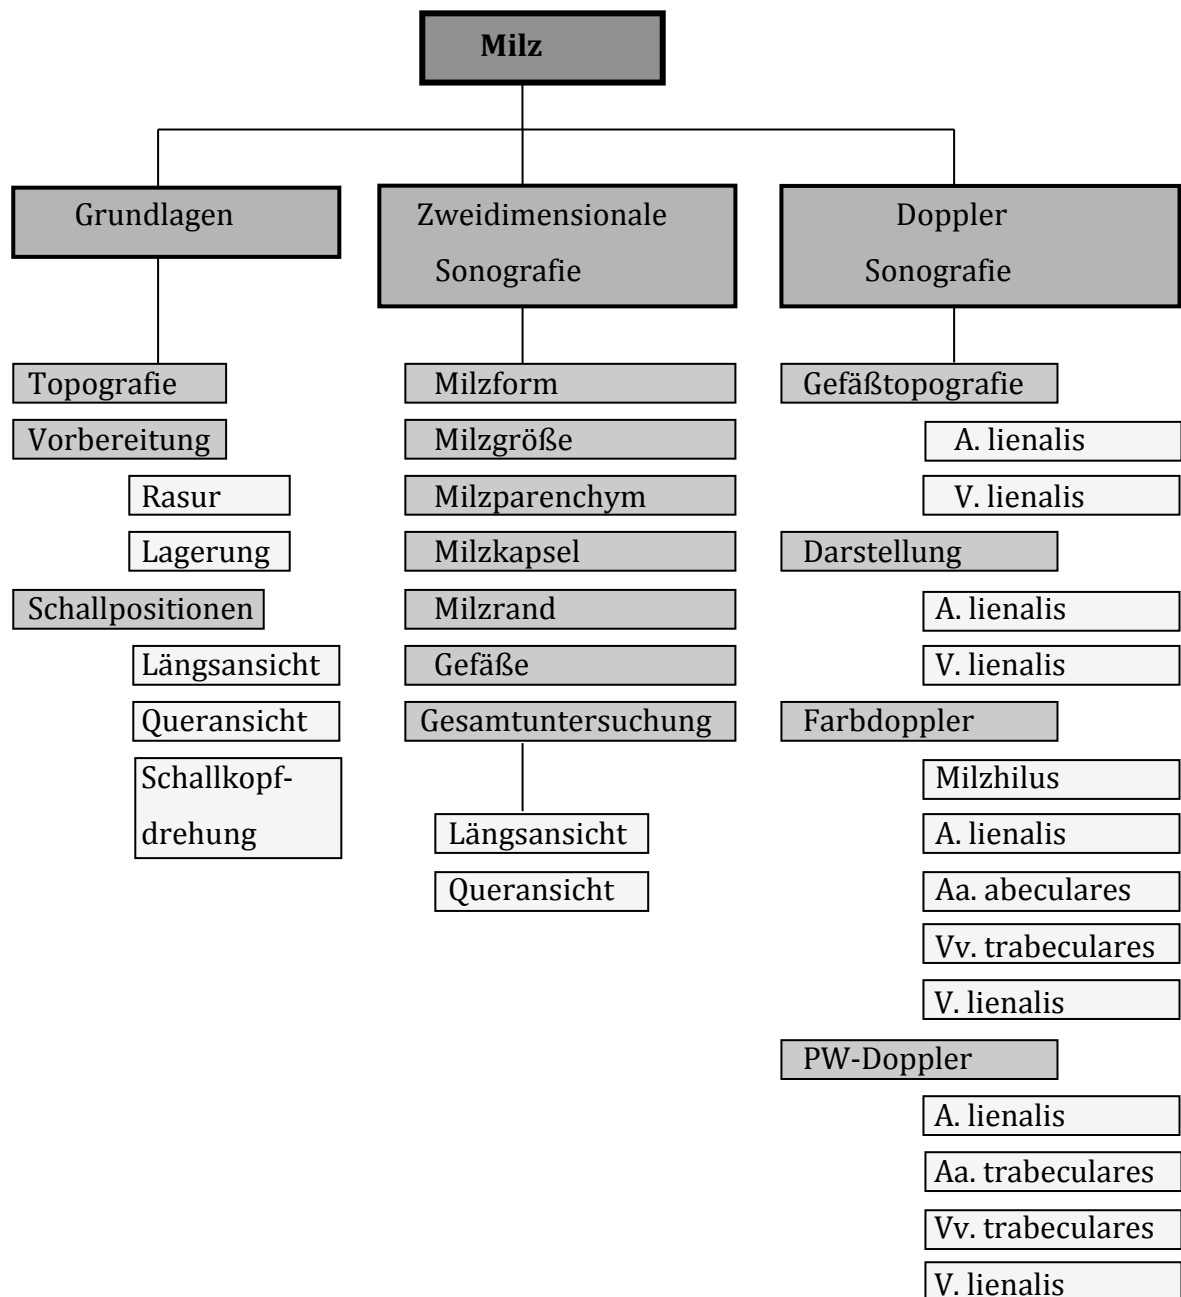 Milz
Grundlagen
Topografie
Vorbereitung
Rasur
Lagerung
Schallpositionen
Längsansicht
Queransicht
Schallkopf-
drehung
Zweidimensionale
Sonografie
Milzform
Milzgröße
Milzparenchym
Milzkapsel
Milzrand
Gefäße
Gesamtuntersuchung
Längsansicht
Queransicht
Doppler
Sonografie
Gefäßtopografie
A. lienalis
V. lienalis
Darstellung
A. lienalis
V. lienalis
Farbdoppler
Milzhilus
A. lienalis
Aa. abeculares
Vv. trabeculares
V. lienalis
PW-Doppler
A. lienalis
Aa. trabeculares
Vv. trabeculares
V. lienalis